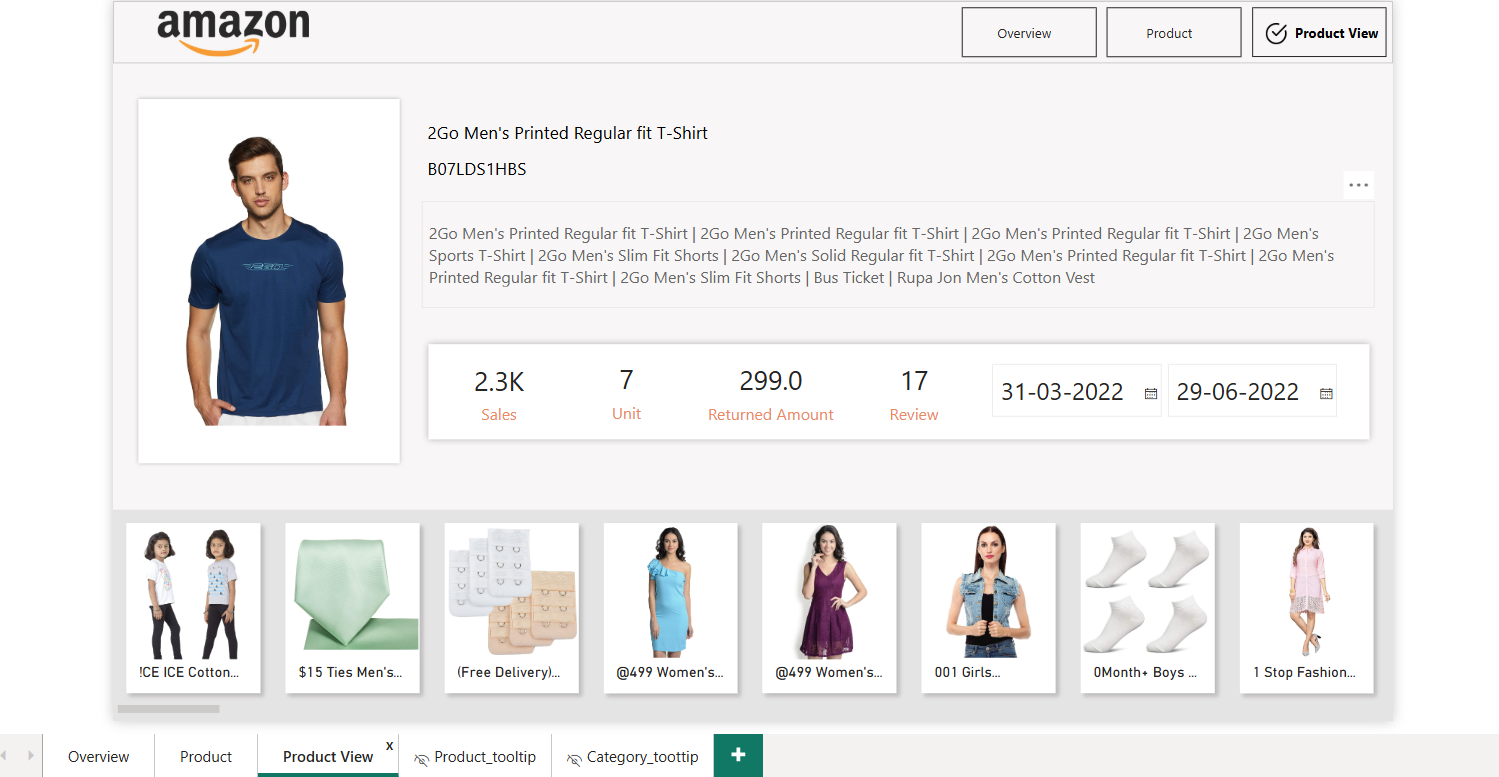 amazon
Overview
Product
Product View
2Go Men's Printed Regular fit T-Shirt
B07LDS1HBS
2Go Men's Printed Regular fit T-Shirt | 2Go Men's Printed Regular fit T-Shirt | 2Go Men's Printed Regular fit T-Shirt | 2Go Men's
Sports T-Shirt | 2Go Men's Slim Fit Shorts | 2Go Men's Solid Regular fit T-Shirt | 2Go Men's Printed Regular fit T-Shirt | 2Go Men's
Printed Regular fit T-Shirt | 2Go Men's Slim Fit Shorts | Bus Ticket | Rupa Jon Men's Cotton Vest
2.3K
Sales
7
Unit
299.0
Returned Amount
17
Review
31-03-2022
29-06-2022
!CE ICE Cotton...
$15 Ties Men's...
(Free Delivery)...
@499 Women's...
@499 Women's...
001 Girls...
0Month+ Boys ...
1 Stop Fashion...
Overview
Product
Product View
x
Product_tooltip
Category_toottip
+